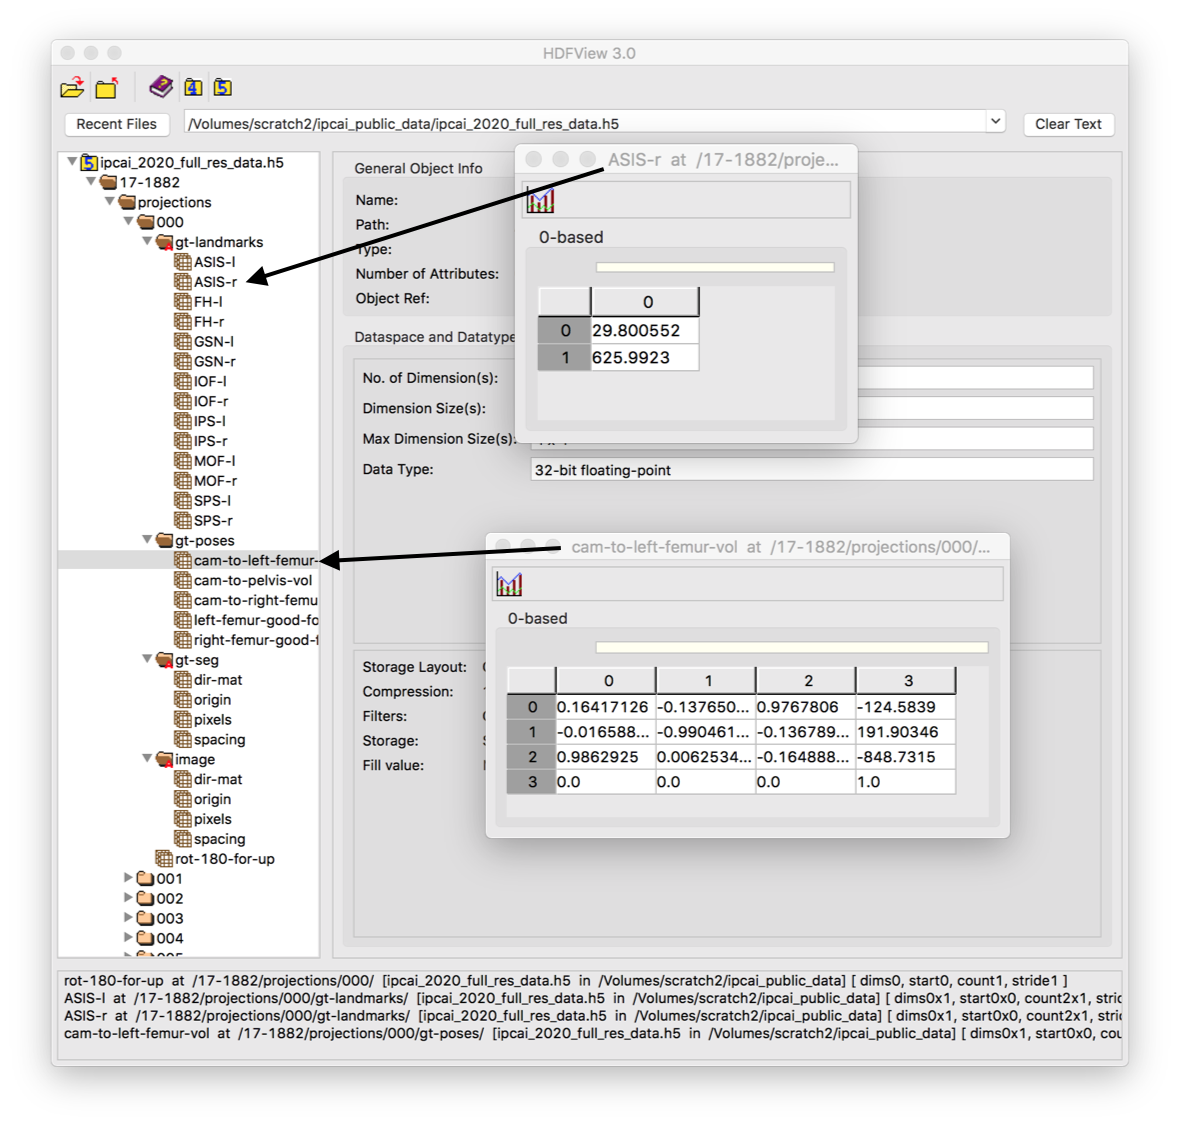 HDFView 3.0
4
5
Recent Files
/Volumes/scratch2/ipcai_public_data/ipcai_2020_full_res_data.h5
Clear Text
5
ipcai_2020_full_res_data.h5
17-1882
projections
000
gt-landmarks
ASIS-l
ASIS-r
FH-l
FH-r
GSN-l
GSN-r
IOF-l
IOF-r
IPS-l
IPS-r
MOF-l
MOF-r
SPS-l
SPS-r
gt-poses
cam-to-left-femur-
cam-to-pelvis-vol
cam-to-right-femu
left-femur-good-fo
right-femur-good-f
gt-seg
dir-mat
origin
pixels
spacing
image
dir-mat
origin
pixels
spacing
rot-180-for-up
001
002
003
004
General Object Info
Name:
Path:
Type:
Number of Attributes:
Object Ref:
Dataspace and Datatype
No. of Dimension(s):
Dimension Size(s):
Max Dimension Size(s):
Data Type:
32-bit floating-point
Storage Layout:
Compression:
Filters:
Storage:
Fill value:
ASIS-r at /17-1882/proje...
0-based
0
0 29.800552
1 625.9923
cam-to-left-femur-vol at /17-1882/projections/000/...
0-based
0 1 2 3
0 0.16417126 -0.137650... 0.9767806 -124.5839
1 -0.016588... -0.990461... -0.136789... 191.90346
2 0.9862925 0.0062534... -0.164888... -848.7315
3 0.0 0.0 0.0 1.0
rot-180-for-up at /17-1882/projections/000/ [ipcai_2020_full_res_data.h5 in /Volumes/scratch2/ipcai_public_data] [ dims0, start0, count1, stride1 ]
ASIS-l at /17-1882/projections/000/gt-landmarks/ [ipcai_2020_full_res_data.h5 in /Volumes/scratch2/ipcai_public_data] [ dims0x1, start0x0, count2x1, stric
ASIS-r at /17-1882/projections/000/gt-landmarks/ [ipcai_2020_full_res_data.h5 in /Volumes/scratch2/ipcai_public_data] [ dims0x1, start0x0, count2x1, stric
cam-to-left-femur-vol at /17-1882/projections/000/gt-poses/ [ipcai_2020_full_res_data.h5 in /Volumes/scratch2/ipcai_public_data] [ dims0x1, start0x0, cou